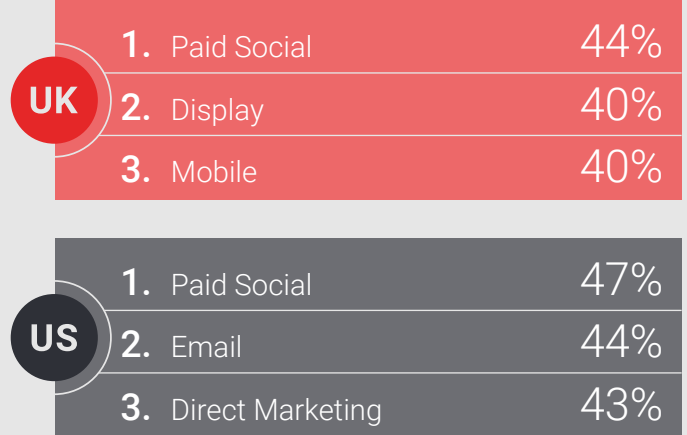 UK
1. Paid Social 44%
2. Display 40%
3. Mobile 40%
US
1. Paid Social 47%
2. Email 44%
3. Direct Marketing 43%